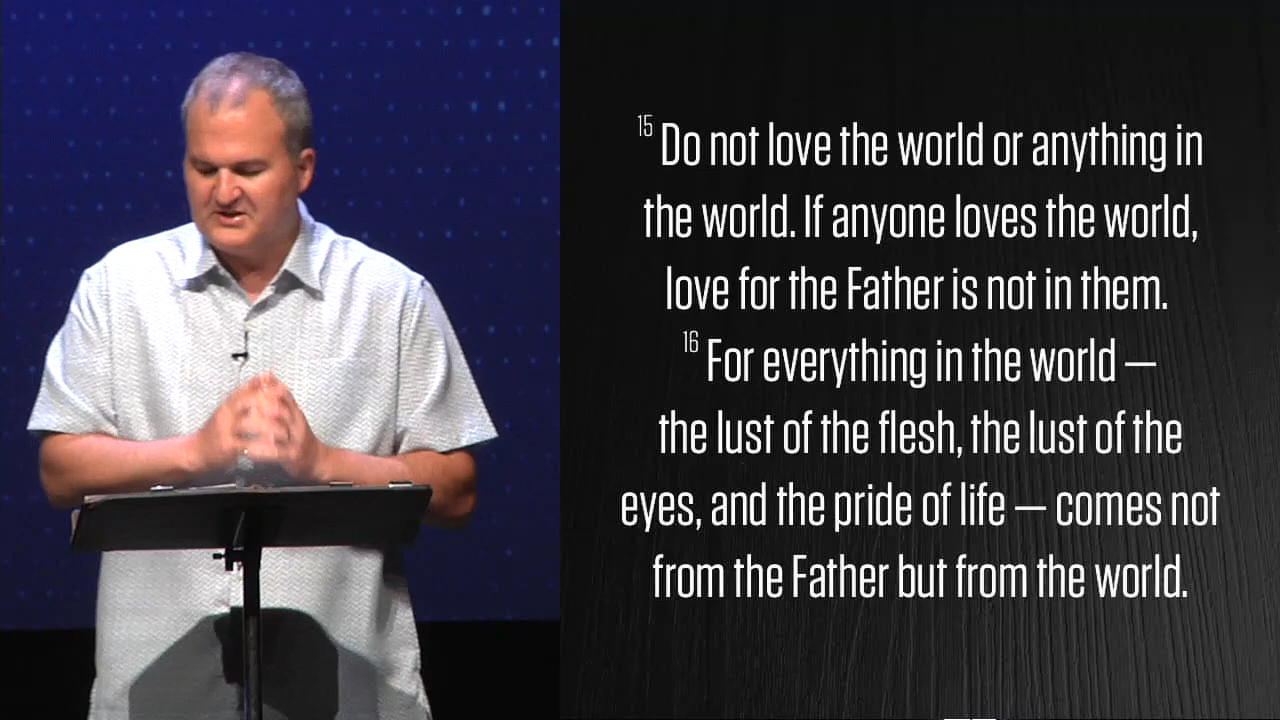 15 Do not love the world or anything in
the world. If anyone loves the world,
love for the Father is not in them.
16 For everything in the world —
the lust of the flesh, the lust of the
eyes, and the pride of life — comes not
from the Father but from the world.